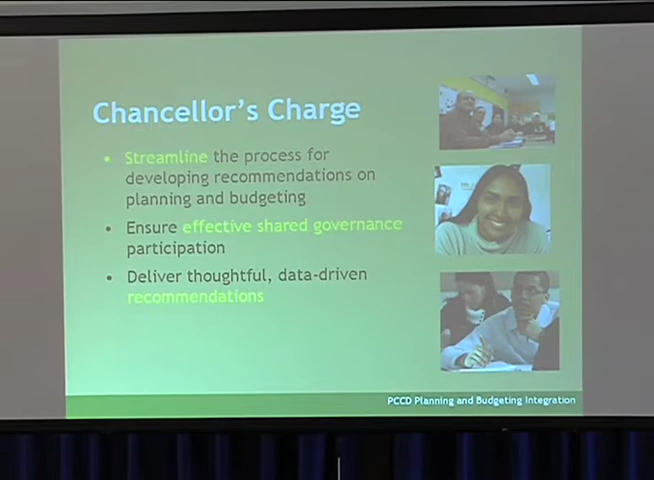 Chancellor's Charge
• Streamline the process for
developing recommendations on
planning and budgeting
• Ensure effective shared governance
participation
• Deliver thoughtful, data-driven
recommendations
PCCD Planning and Budgeting Integration